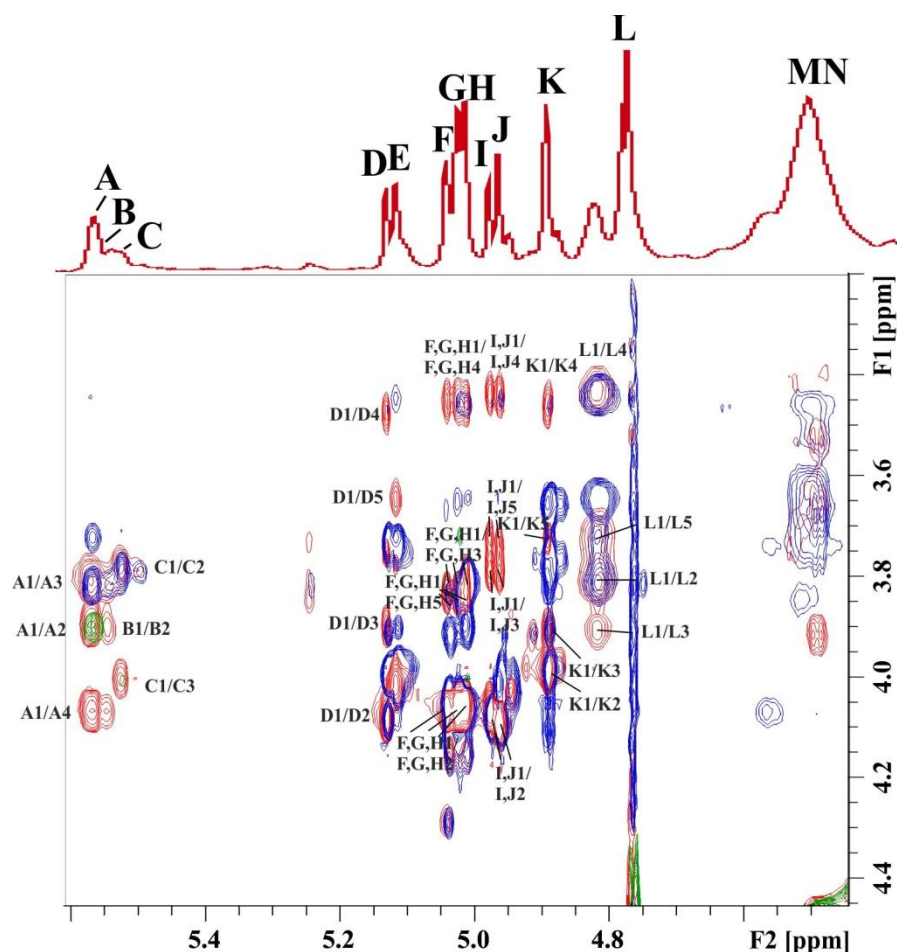 A
B
C
D
E
F
GH
I
J
K
L
MN
F1 [ppm]
3.6
3.8
4.0
4.2
4.4
F,G,H1/
F,G,H4
I,J1/
I,J4
K1/K4
L1/L4
D1/D4
D1/D5
I,J1/
I,J5
K1/K5
F,G,H1/
F,G,H3
L1/L5
A1/A3
C1/C2
F,G,H1
F,G,H5
L1/L2
I,J1/
I,J3
A1/A2
B1/B2
D1/D3
L1/L3
K1/K3
C1/C3
K1/K2
A1/A4
D1/D2
F,G,H1
F,G,H2
I,J1/
I,J2
5.4
5.2
5.0
4.8
F2 [ppm]